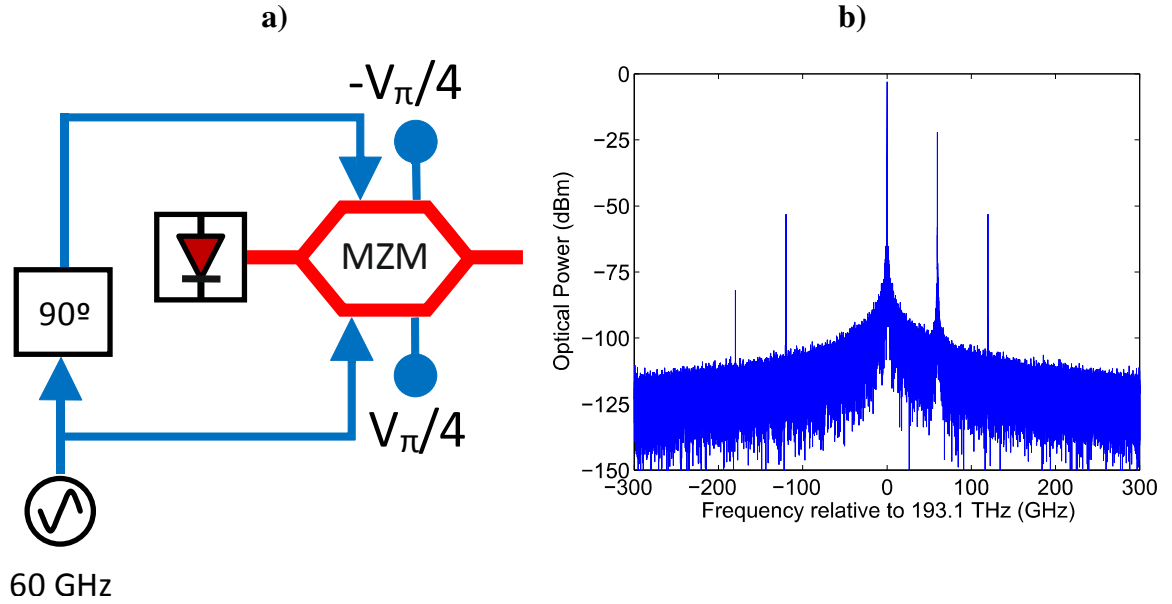 a)
-Vπ/4
MZM
90º
Vπ/4
60 GHz
b)
Optical Power (dBm)
0
−25
−50
−75
−100
−125
−150
−300
−200
−100
0
100
200
300
Frequency relative to 193.1 THz (GHz)